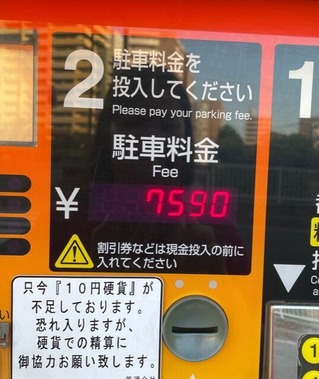 2
駐車料金を
投入してください
Please pay your parking fee.
駐車料金
Fee
¥ 7590
割引券などは現金投入の前に
入れてください
只今『10円硬貨』が
不足しております。
恐れ入りますが、
硬貨での精算に
御協力お願い致します。
1
1
2